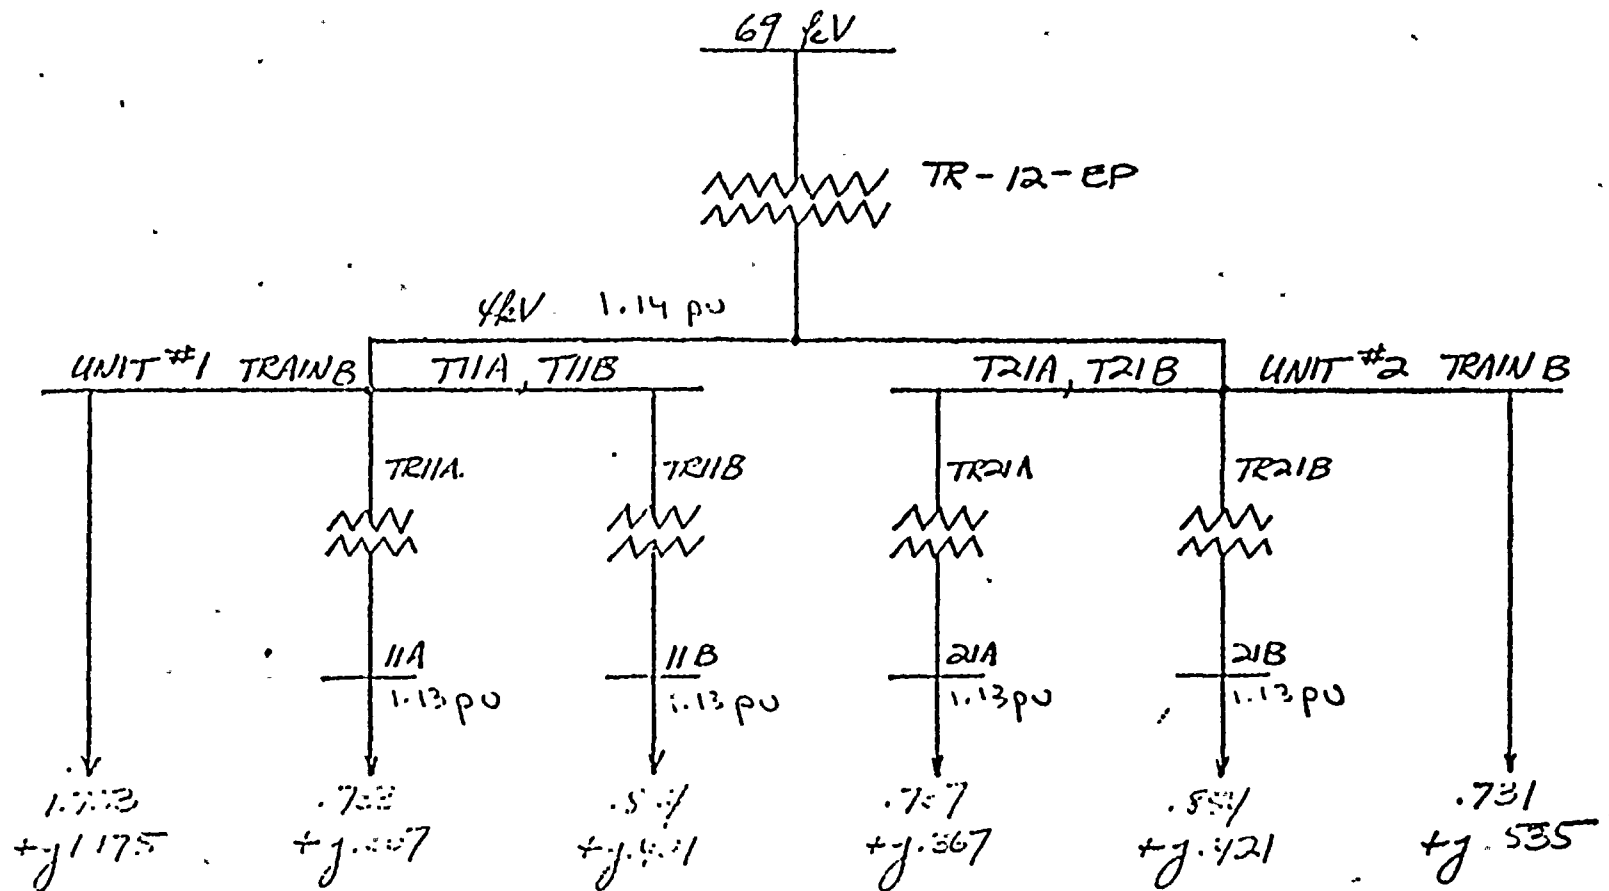 69 kV
TR-12-EP
4kV 1.14 pu
UNIT #1 TRAIN B T11A, T11B T21A, T21B UNIT #2 TRAIN B
TR11A. TR11B TR21A TR21B
11A 11B 21A 21B
1.13 pu 1.13 pu 1.13 pu 1.13 pu
.731
+j1.175 +j.367 +j.421 +j.535